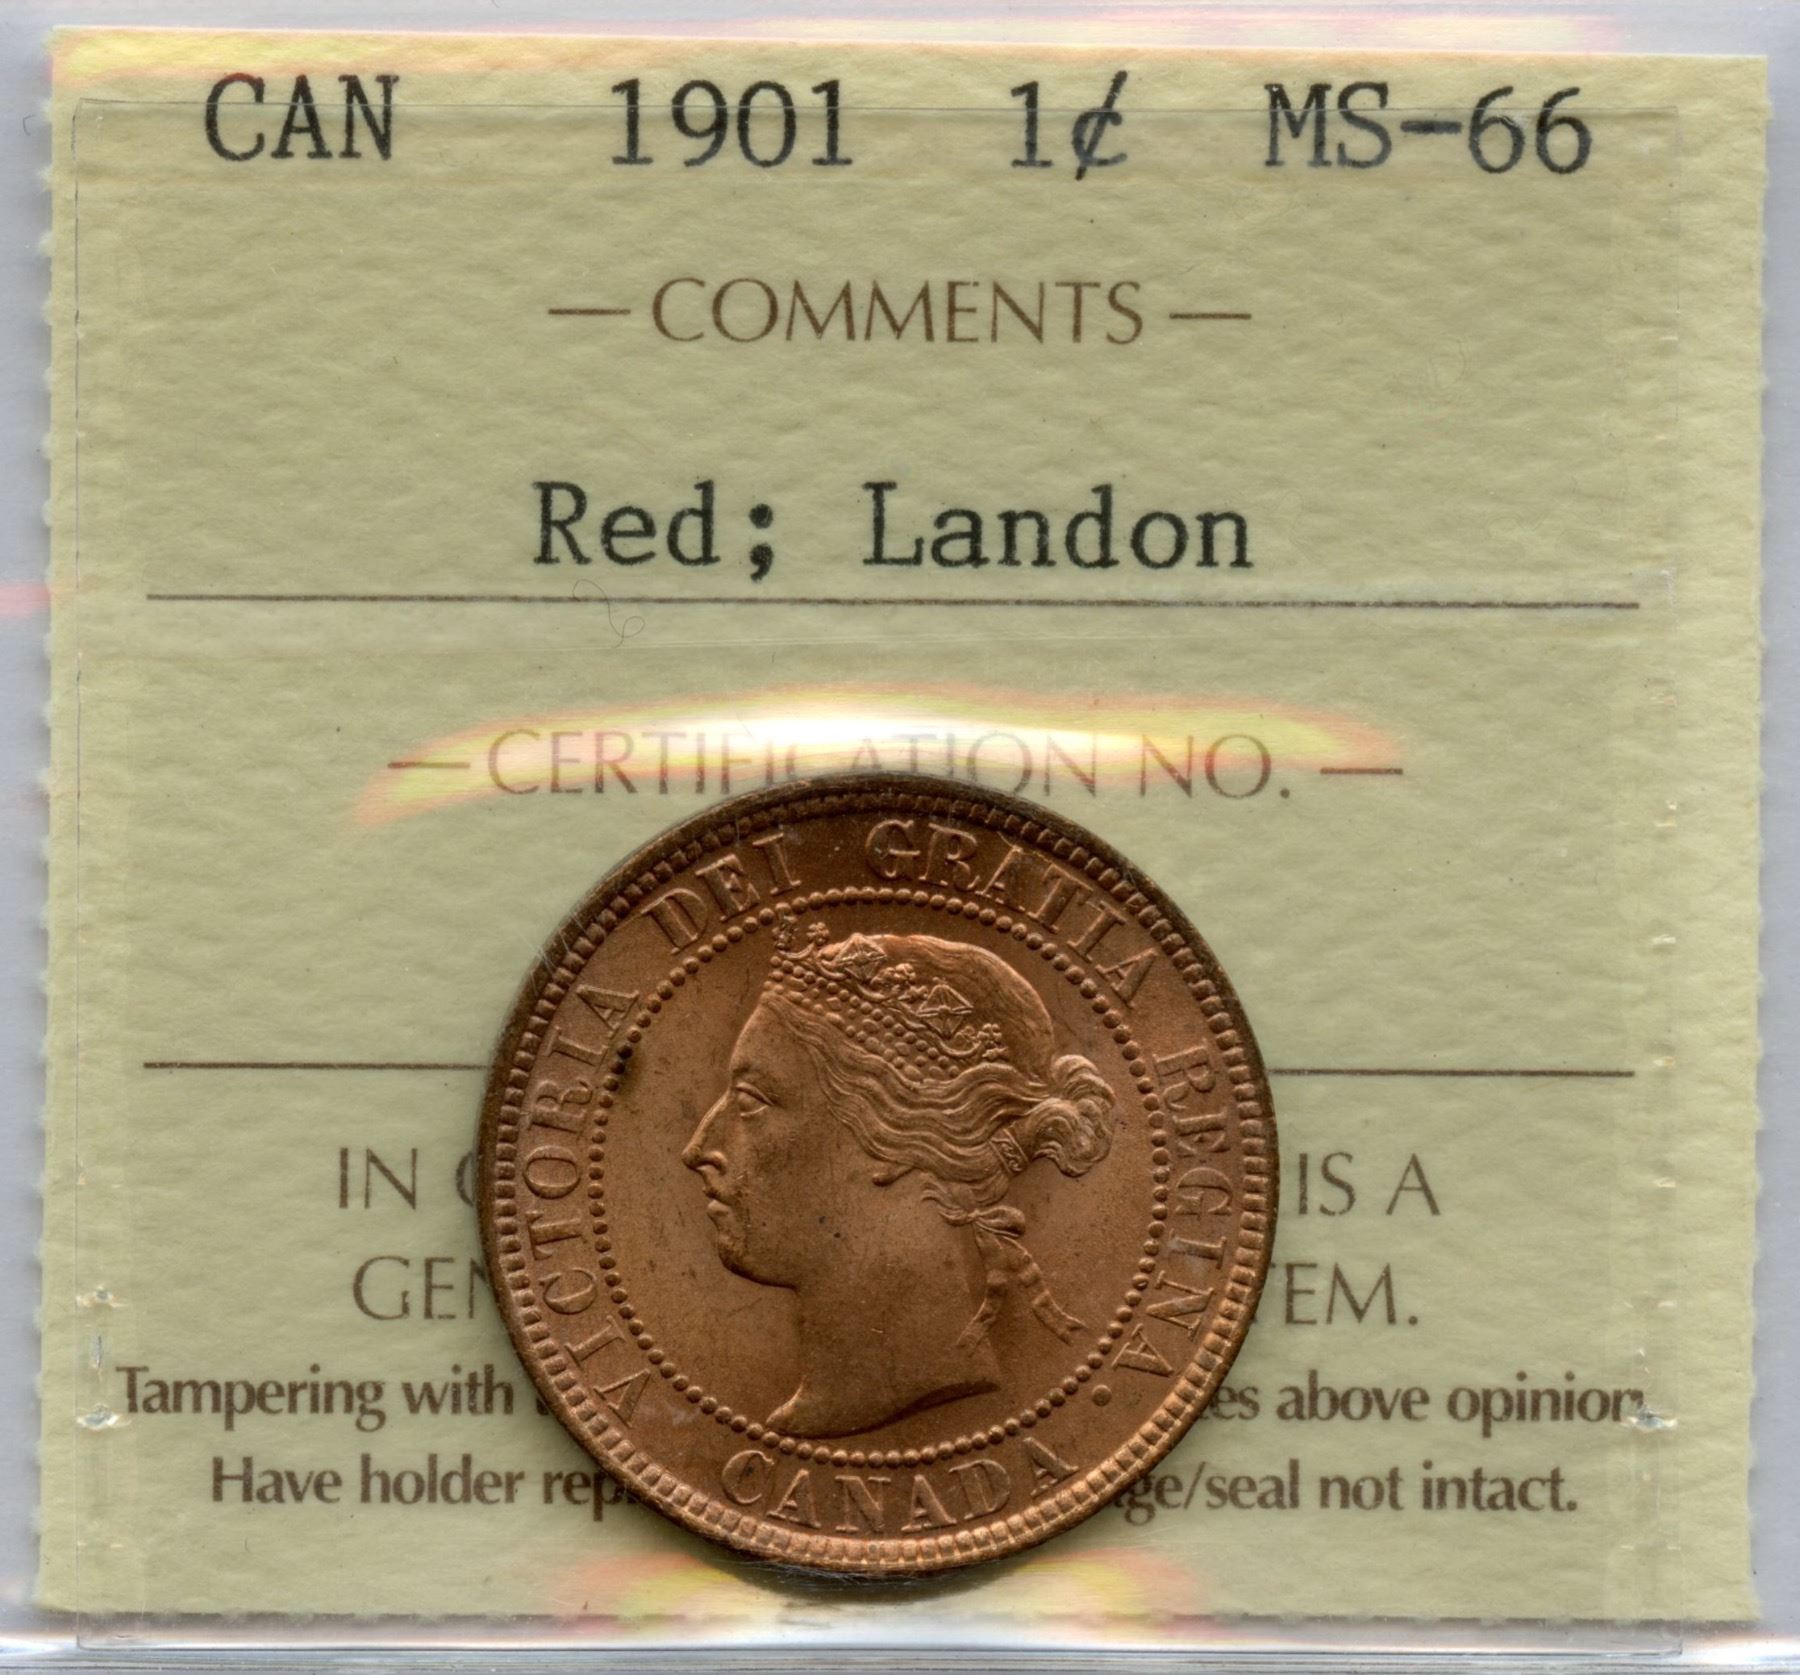 CAN 1901 1¢ MS-66
— COMMENTS —
Red; Landon
— CERTIFICATION NO. —
VICTORIA DEI GRATIA REGINA.
CANADA
IN IS A
GEN EM.
Tampering with es above opinion.
Have holder rep ge/seal not intact.